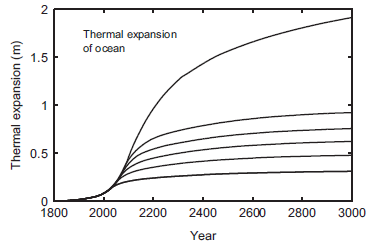 2
Thermal expansion
of ocean
1.5
Thermal expansion (m)
1
0.5
0
1800 2000 2200 2400 2600 2800 3000
Year